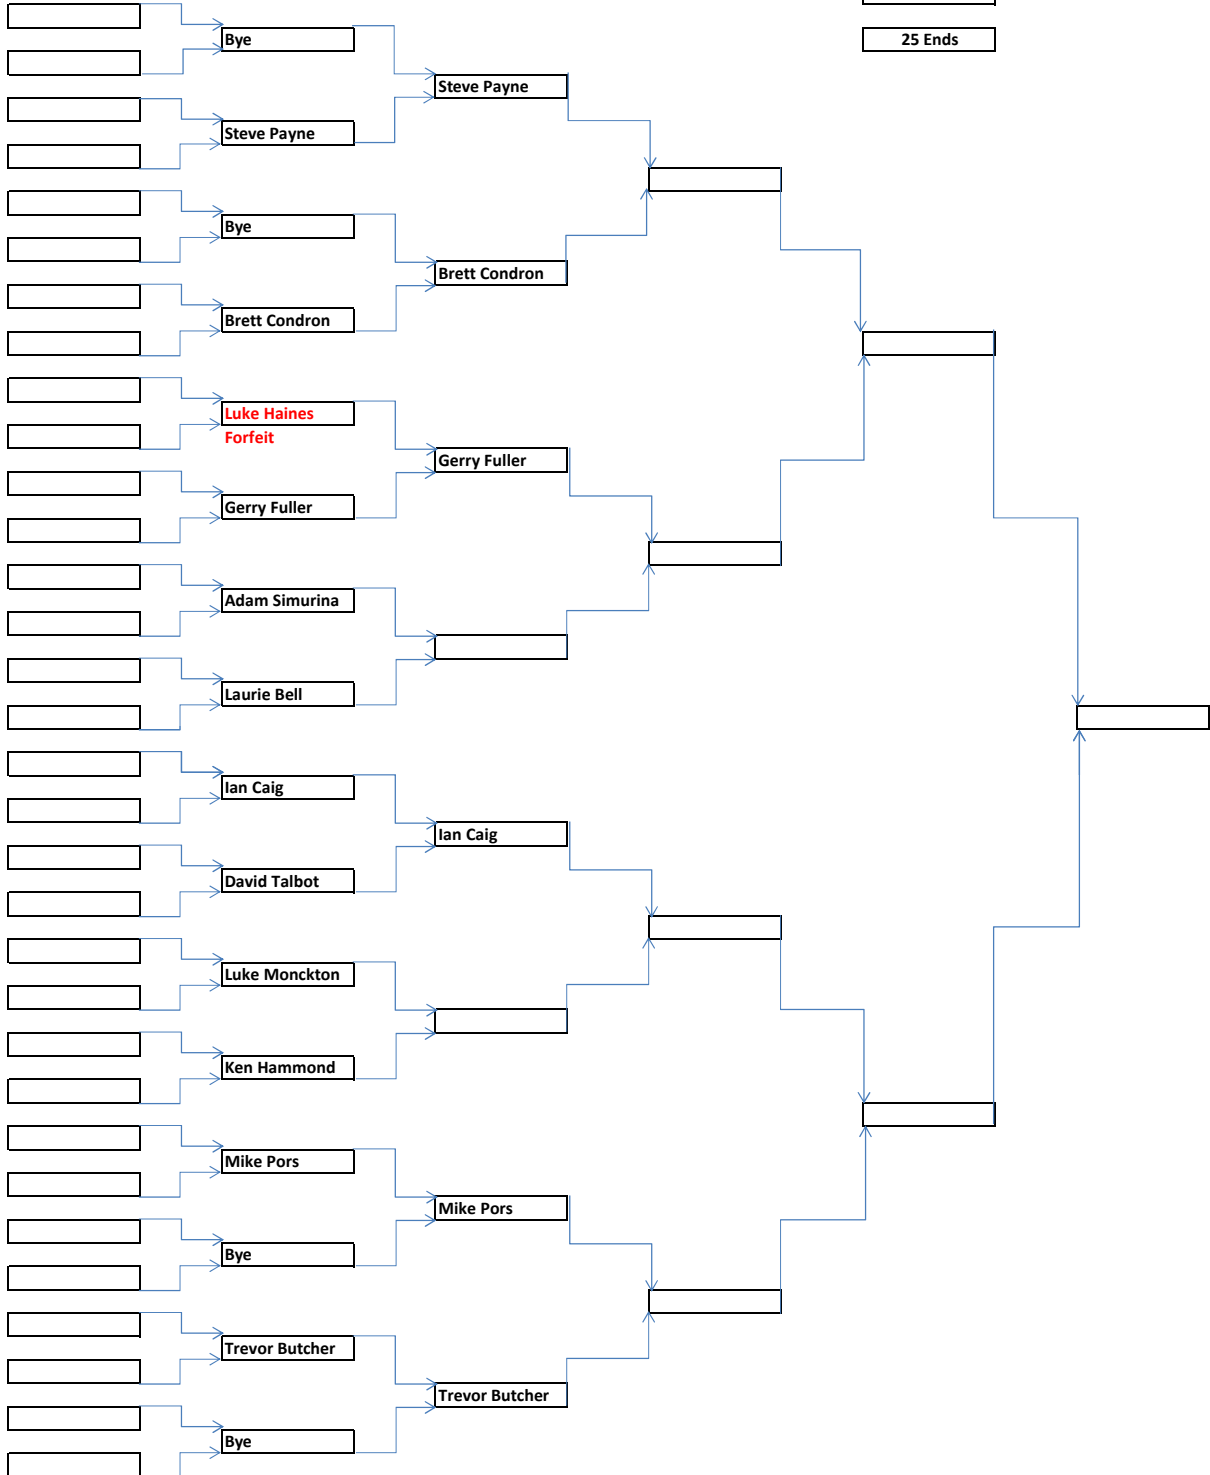 25 Ends
Bye
Steve Payne
Steve Payne
Bye
Brett Condron
Brett Condron
Luke Haines
Forfeit
Gerry Fuller
Gerry Fuller
Adam Simurina
Laurie Bell
Ian Caig
Ian Caig
David Talbot
Luke Monckton
Ken Hammond
Mike Pors
Mike Pors
Bye
Trevor Butcher
Trevor Butcher
Bye